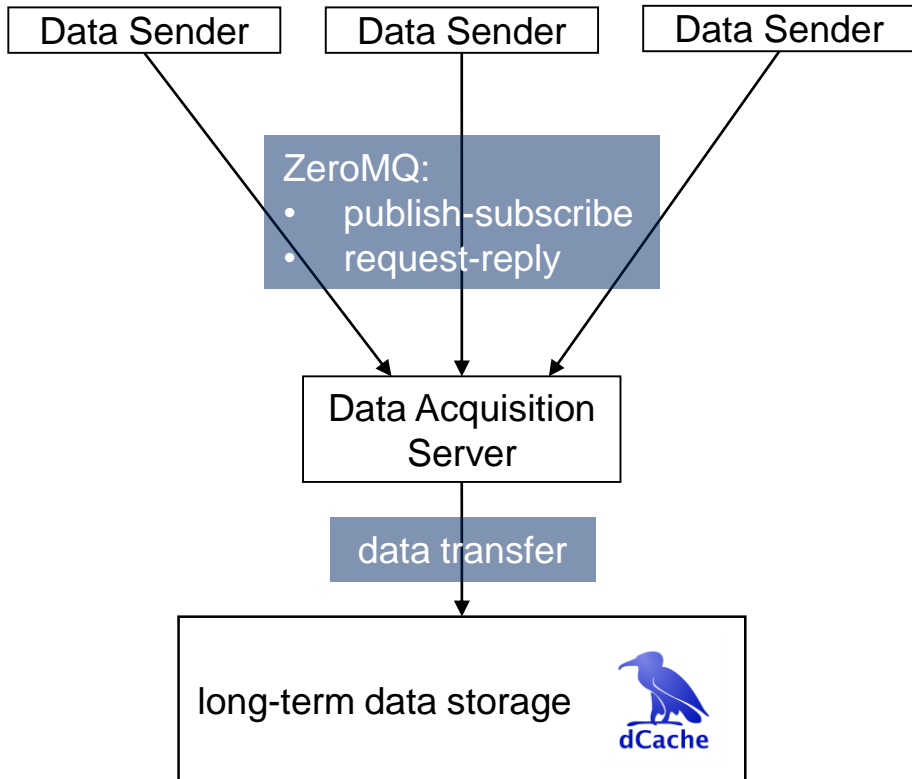 Data Sender
Data Sender
Data Sender
ZeroMQ:
• publish-subscribe
• request-reply
Data Acquisition
Server
data transfer
long-term data storage
dCache